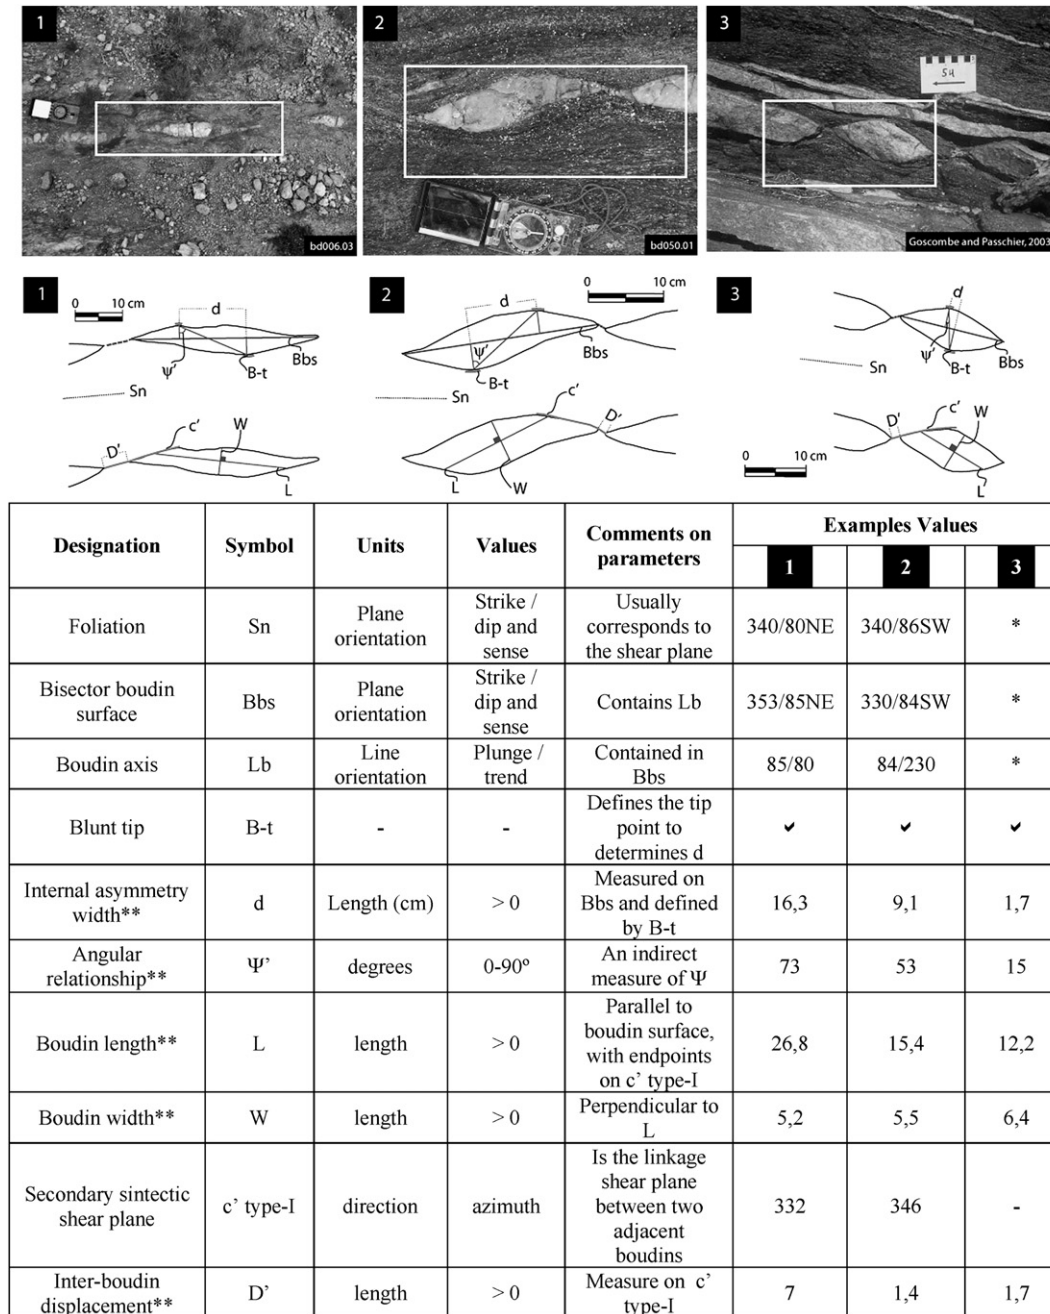 1
2
3
54
bd006.03
bd050.01
Goscombe and Passchier, 2003
1
0 10 cm
d
Ψ'
B-t
Bbs
Sn
c'
W
D'
L
2
0 10 cm
d
Ψ'
Bbs
B-t
Sn
c'
D'
L
W
3
0 10 cm
d
Ψ'
B-t
Bbs
Sn
c'
W
D'
0 10 cm
L
Designation Symbol Units Values Comments on parameters Examples Values
1 2 3
Foliation Sn Plane orientation Strike / dip and sense Usually corresponds to the shear plane 340/80NE 340/86SW *
Bisector boudin surface Bbs Plane orientation Strike / dip and sense Contains Lb 353/85NE 330/84SW *
Boudin axis Lb Line orientation Plunge / trend Contained in Bbs 85/80 84/230 *
Blunt tip B-t - - Defines the tip point to determines d ✔ ✔ ✔
Internal asymmetry width** d Length (cm) > 0 Measured on Bbs and defined by B-t 16,3 9,1 1,7
Angular relationship** Ψ' degrees 0-90º An indirect measure of Ψ 73 53 15
Boudin length** L length > 0 Parallel to boudin surface, with endpoints on c' type-I 26,8 15,4 12,2
Boudin width** W length > 0 Perpendicular to L 5,2 5,5 6,4
Secondary sintectic shear plane c' type-I direction azimuth Is the linkage shear plane between two adjacent boudins 332 346 -
Inter-boudin displacement** D' length > 0 Measure on c' type-I 7 1,4 1,7